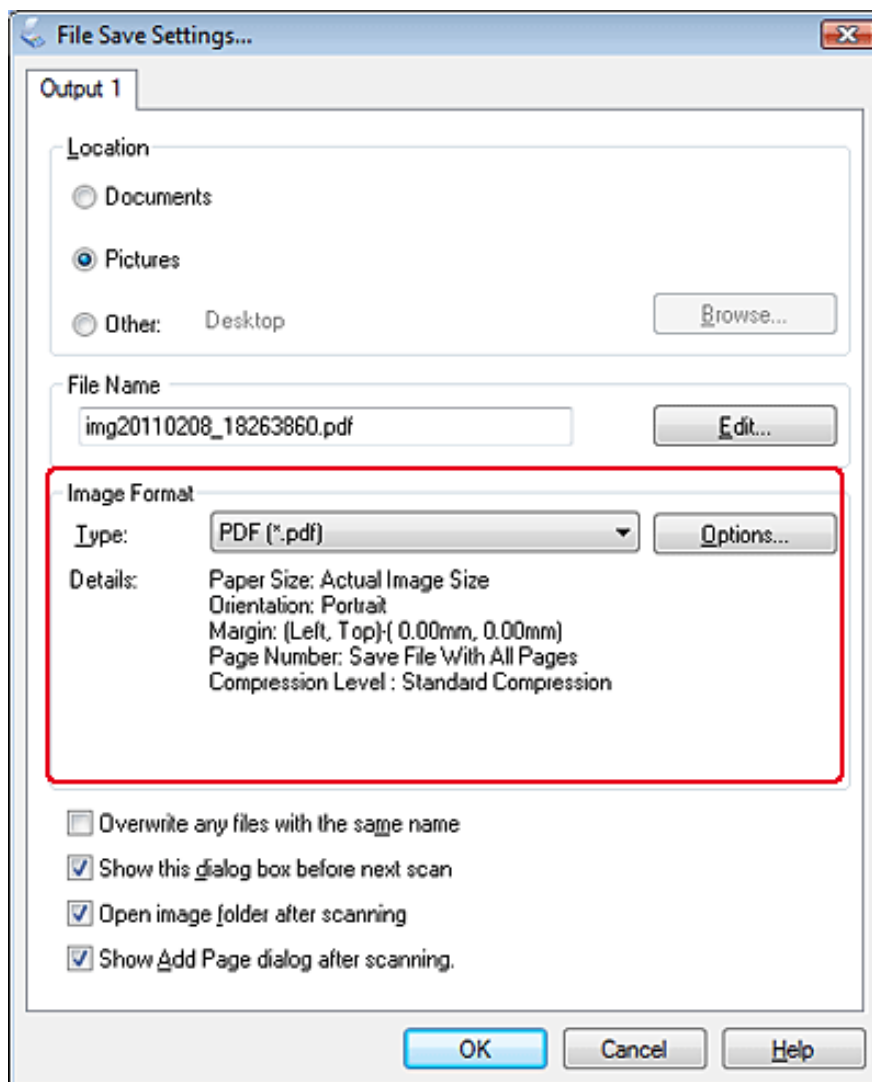 File Save Settings...
Output 1
Location
Documents
Pictures
Other: Desktop Browse...
File Name
img20110208_18263860.pdf Edit...
Image Format
Type: PDF (*.pdf) Options...
Details: Paper Size: Actual Image Size
Orientation: Portrait
Margin: (Left, Top)-( 0.00mm, 0.00mm)
Page Number: Save File With All Pages
Compression Level : Standard Compression
Overwrite any files with the same name
Show this dialog box before next scan
Open image folder after scanning
Show Add Page dialog after scanning.
OK Cancel Help